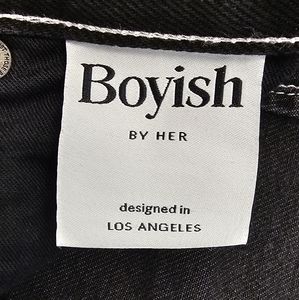 Boyish
BY HER
designed in
LOS ANGELES